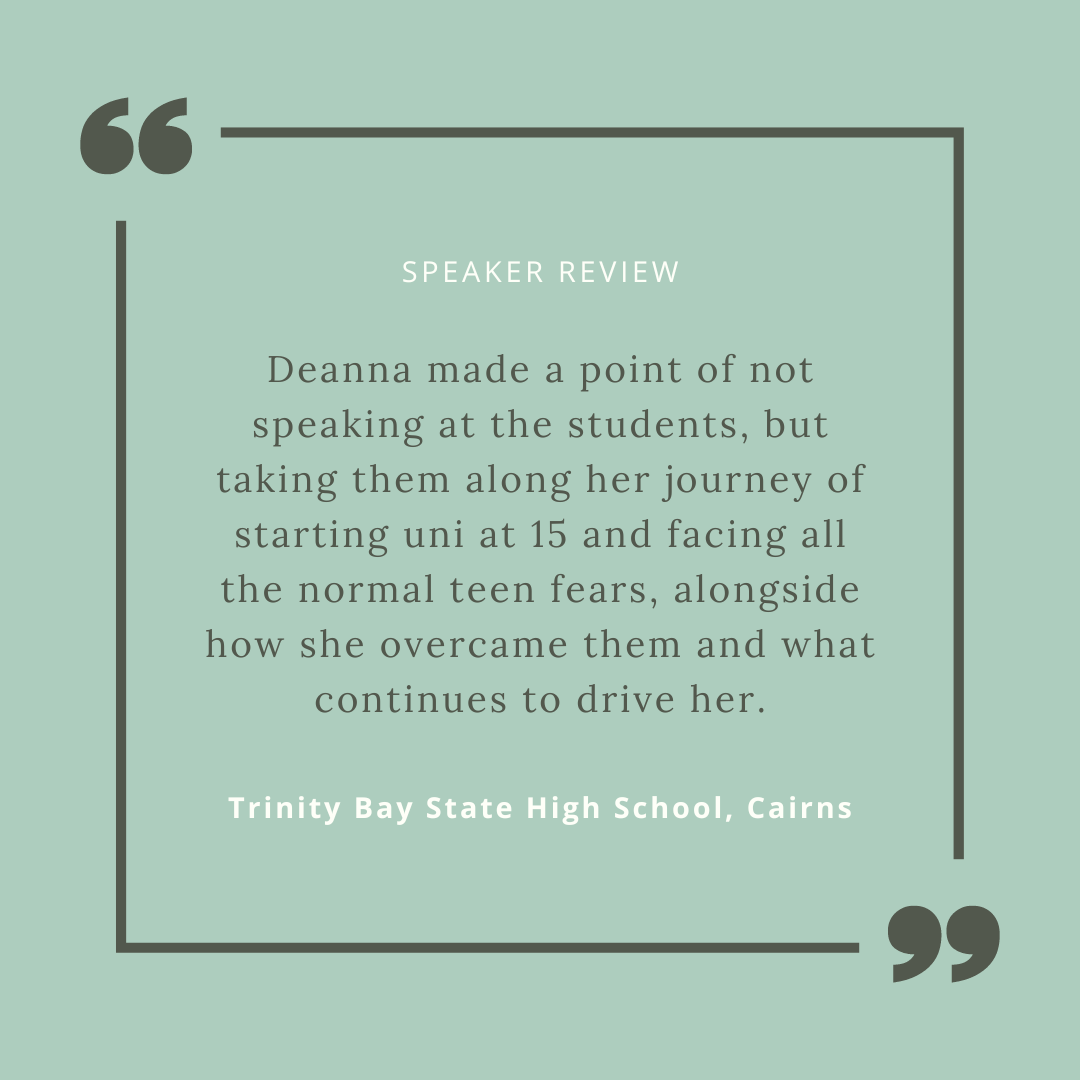 SPEAKER REVIEW
Deanna made a point of not
speaking at the students, but
taking them along her journey of
starting uni at 15 and facing all
the normal teen fears, alongside
how she overcame them and what
continues to drive her.
Trinity Bay State High School, Cairns